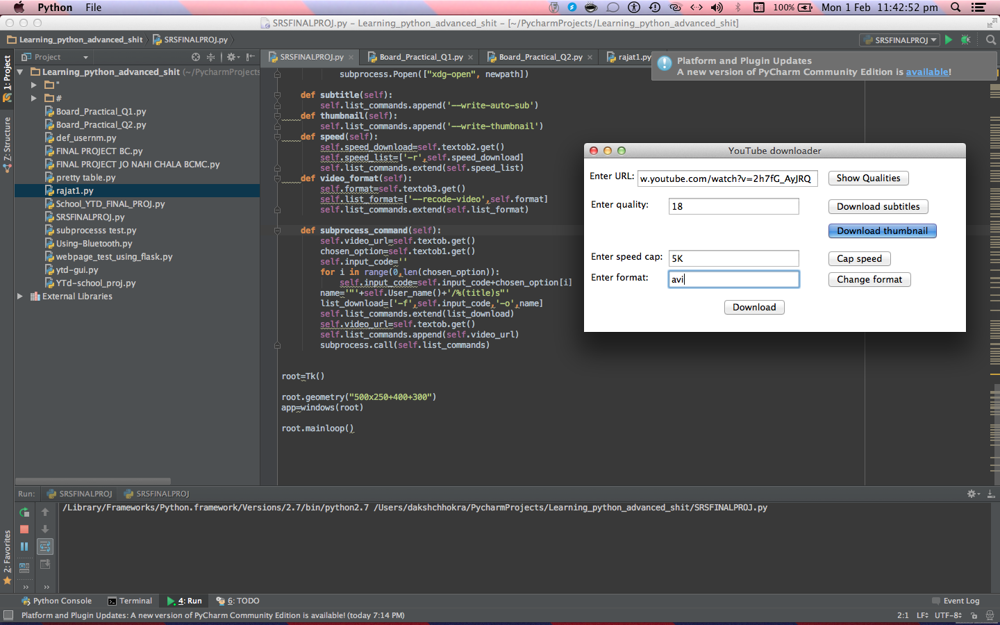 Python File
100% Mon 1 Feb 11:42:52 pm
SRSFINALPROJ.py – Learning_python_advanced_shit – [~/PycharmProjects/Learning_python_advanced_shit]
Learning_python_advanced_shit SRSFINALPROJ.py
SRSFINALPROJ
1: Project
Z: Structure
2: Favorites
Project
SRSFINALPROJ.py Board_Practical_Q1.py Board_Practical_Q2.py rajat1.py
Platform and Plugin Updates
A new version of PyCharm Community Edition is available!
Learning_python_advanced_shit (~/PycharmProjects
"
#
Board_Practical_Q1.py
Board_Practical_Q2.py
def_usernm.py
FINAL PROJECT BC.py
FINAL PROJECT JO NAHI CHALA BCMC.py
pretty table.py
rajat1.py
School_YTD_FINAL_PROJ.py
SRSFINALPROJ.py
subprocesss test.py
Using-Bluetooth.py
webpage_test_using_flask.py
ytd-gui.py
YTd-school_proj.py
External Libraries
subprocess.Popen(["xdg-open", newpath])
def subtitle(self):
self.list_commands.append('--write-auto-sub')
def thumbnail(self):
self.list_commands.append('--write-thumbnail')
def speed(self):
self.speed_download=self.textob2.get()
self.speed_list=['-r',self.speed_download]
self.list_commands.extend(self.speed_list)
def video_format(self):
self.format=self.textob3.get()
self.list_format=['--recode-video',self.format]
self.list_commands.extend(self.list_format)
def subprocess_command(self):
self.video_url=self.textob.get()
chosen_option=self.textob1.get()
self.input_code=''
for i in range(0,len(chosen_option)):
self.input_code=self.input_code+chosen_option[i]
name='"'+self.User_name()+'/%(title)s"'
list_download=['-f',self.input_code,'-o',name]
self.list_commands.extend(list_download)
self.video_url=self.textob.get()
self.list_commands.append(self.video_url)
subprocess.call(self.list_commands)
root=Tk()
root.geometry("500x250+400+300")
app=windows(root)
root.mainloop()
YouTube downloader
Enter URL: w.youtube.com/watch?v=2h7fG_AyJRQ Show Qualities
Enter quality: 18 Download subtitles
Download thumbnail
Enter speed cap: 5K Cap speed
Enter format: avi Change format
Download
Run: SRSFINALPROJ SRSFINALPROJ
/Library/Frameworks/Python.framework/Versions/2.7/bin/python2.7 /Users/dakshchhokra/PycharmProjects/Learning_python_advanced_shit/SRSFINALPROJ.py
Python Console Terminal 4: Run 6: TODO Event Log
Platform and Plugin Updates: A new version of PyCharm Community Edition is available! (today 7:14 PM) 2:1 LF UTF-8